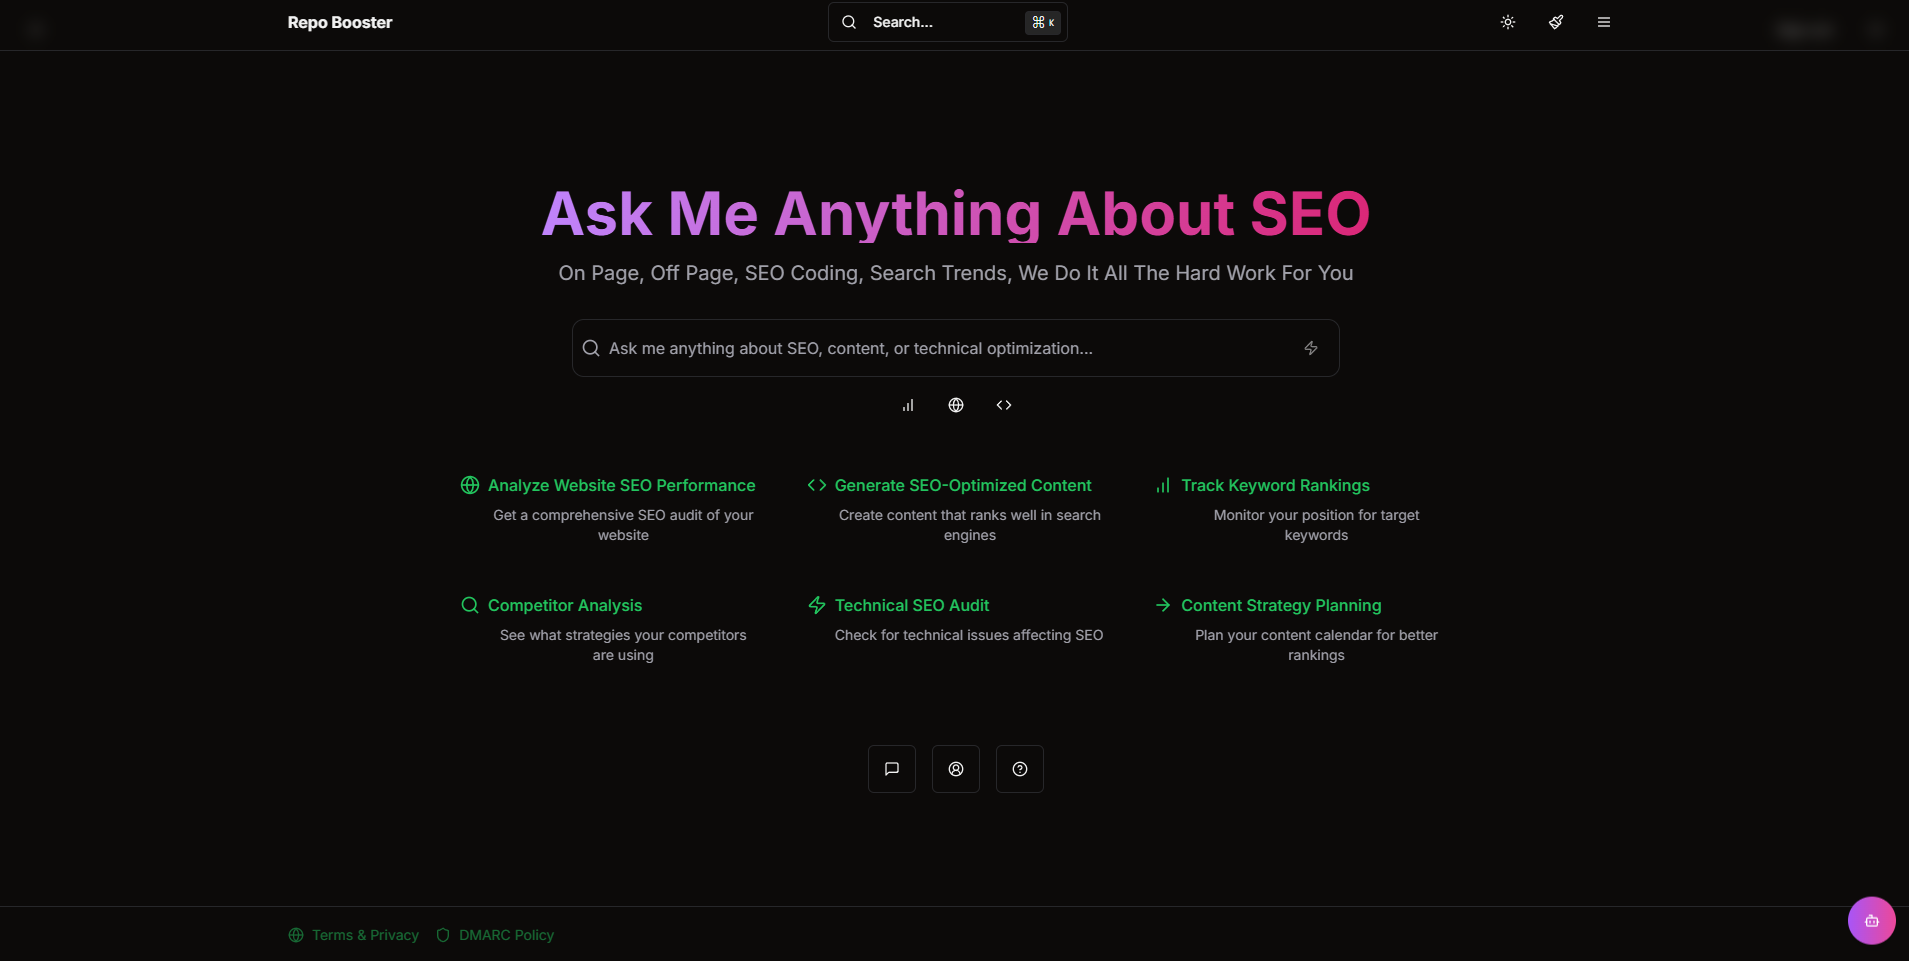 Repo Booster
Search...
⌘ K
Ask Me Anything About SEO
On Page, Off Page, SEO Coding, Search Trends, We Do It All The Hard Work For You
Ask me anything about SEO, content, or technical optimization...
Analyze Website SEO Performance
Get a comprehensive SEO audit of your
website
Generate SEO-Optimized Content
Create content that ranks well in search
engines
Track Keyword Rankings
Monitor your position for target
keywords
Competitor Analysis
See what strategies your competitors
are using
Technical SEO Audit
Check for technical issues affecting SEO
Content Strategy Planning
Plan your content calendar for better
rankings
Terms & Privacy
DMARC Policy